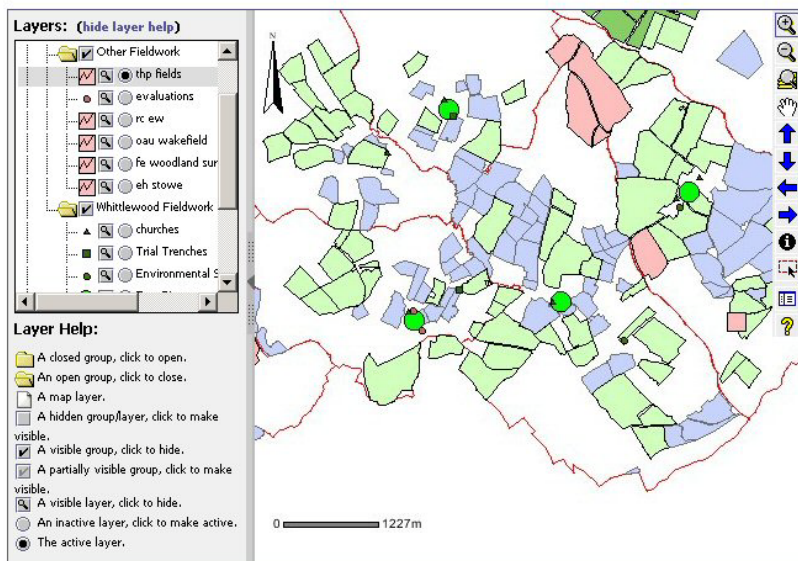 Layers: (hide layer help)
Other Fieldwork
thp fields
evaluations
rc ew
oau wakefield
fe woodland sur
eh stowe
Whittlewood Fieldwork
churches
Trial Trenches
Environmental S
Layer Help:
A closed group, click to open.
An open group, click to close.
A map layer.
A hidden group/layer, click to make
visible.
A visible group, click to hide.
A partially visible group, click to make
visible.
A visible layer, click to hide.
An inactive layer, click to make active.
The active layer.
N
0 1227m